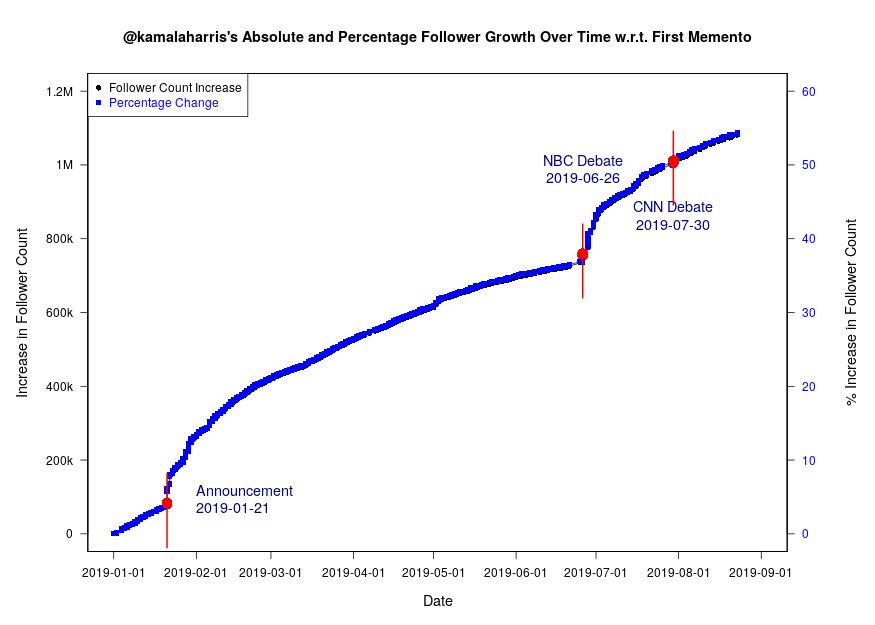 @kamalaharris's Absolute and Percentage Follower Growth Over Time w.r.t. First Memento
Follower Count Increase
Percentage Change
1.2M
1M
800k
600k
400k
200k
0
Increase in Follower Count
NBC Debate
2019-06-26
CNN Debate
2019-07-30
Announcement
2019-01-21
60
50
40
30
20
10
0
% Increase in Follower Count
2019-01-01 2019-02-01 2019-03-01 2019-04-01 2019-05-01 2019-06-01 2019-07-01 2019-08-01 2019-09-01
Date